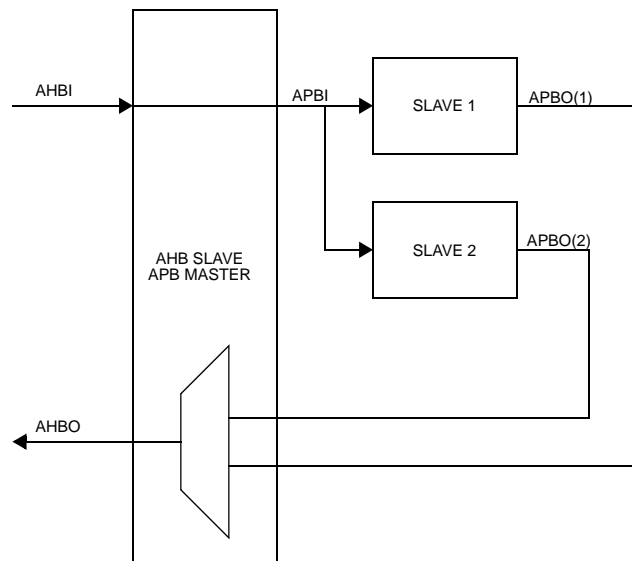 AHBI
APBI
SLAVE 1
APBO(1)
SLAVE 2
APBO(2)
AHB SLAVE
APB MASTER
AHBO